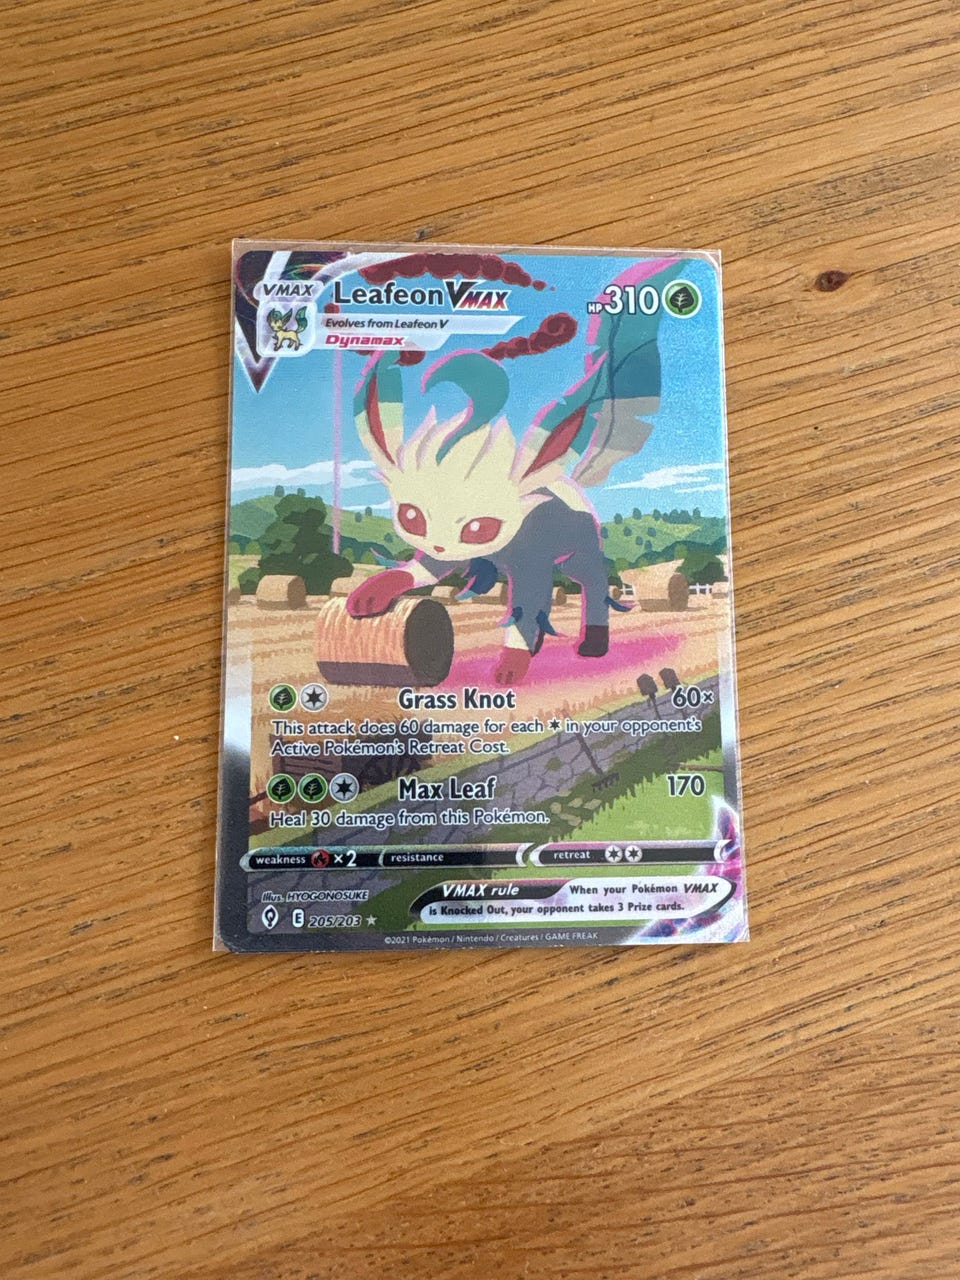 VMAX
Leafeon VMAX
HP 310
Evolves from Leafeon V
Dynamax
Grass Knot 60×
This attack does 60 damage for each in your opponent's
Active Pokémon's Retreat Cost.
Max Leaf 170
Heal 30 damage from this Pokémon.
weakness ×2 resistance retreat
Illus. HYOGONOSUKE
VMAX rule When your Pokémon VMAX
is Knocked Out, your opponent takes 3 Prize cards.
E 205/203
©2021 Pokémon / Nintendo / Creatures / GAME FREAK